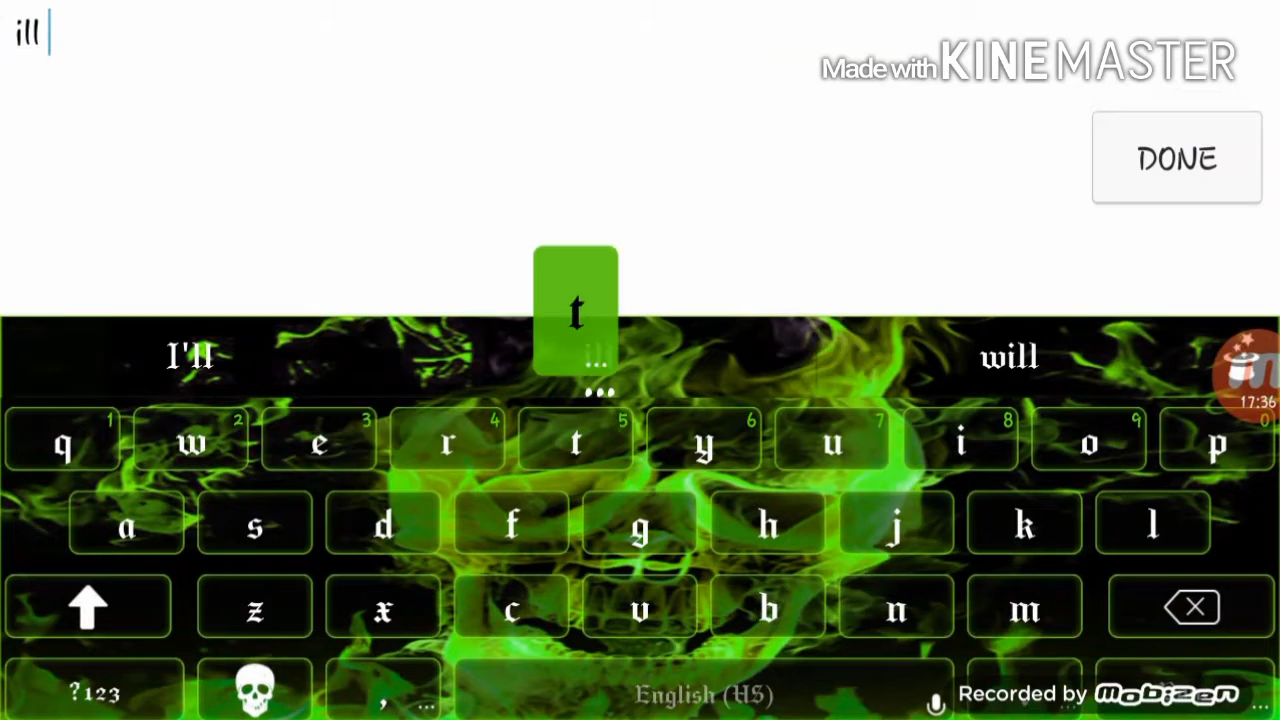 ill
Made with KINEMASTER
DONE
t
I'll ill will
...
17:36
1 2 3 4 5 6 7 8 9 0
q w e r t y u i o p
a s d f g h j k l
z x c v b n m
?123 , ... English (US) ...
Recorded by mobizen